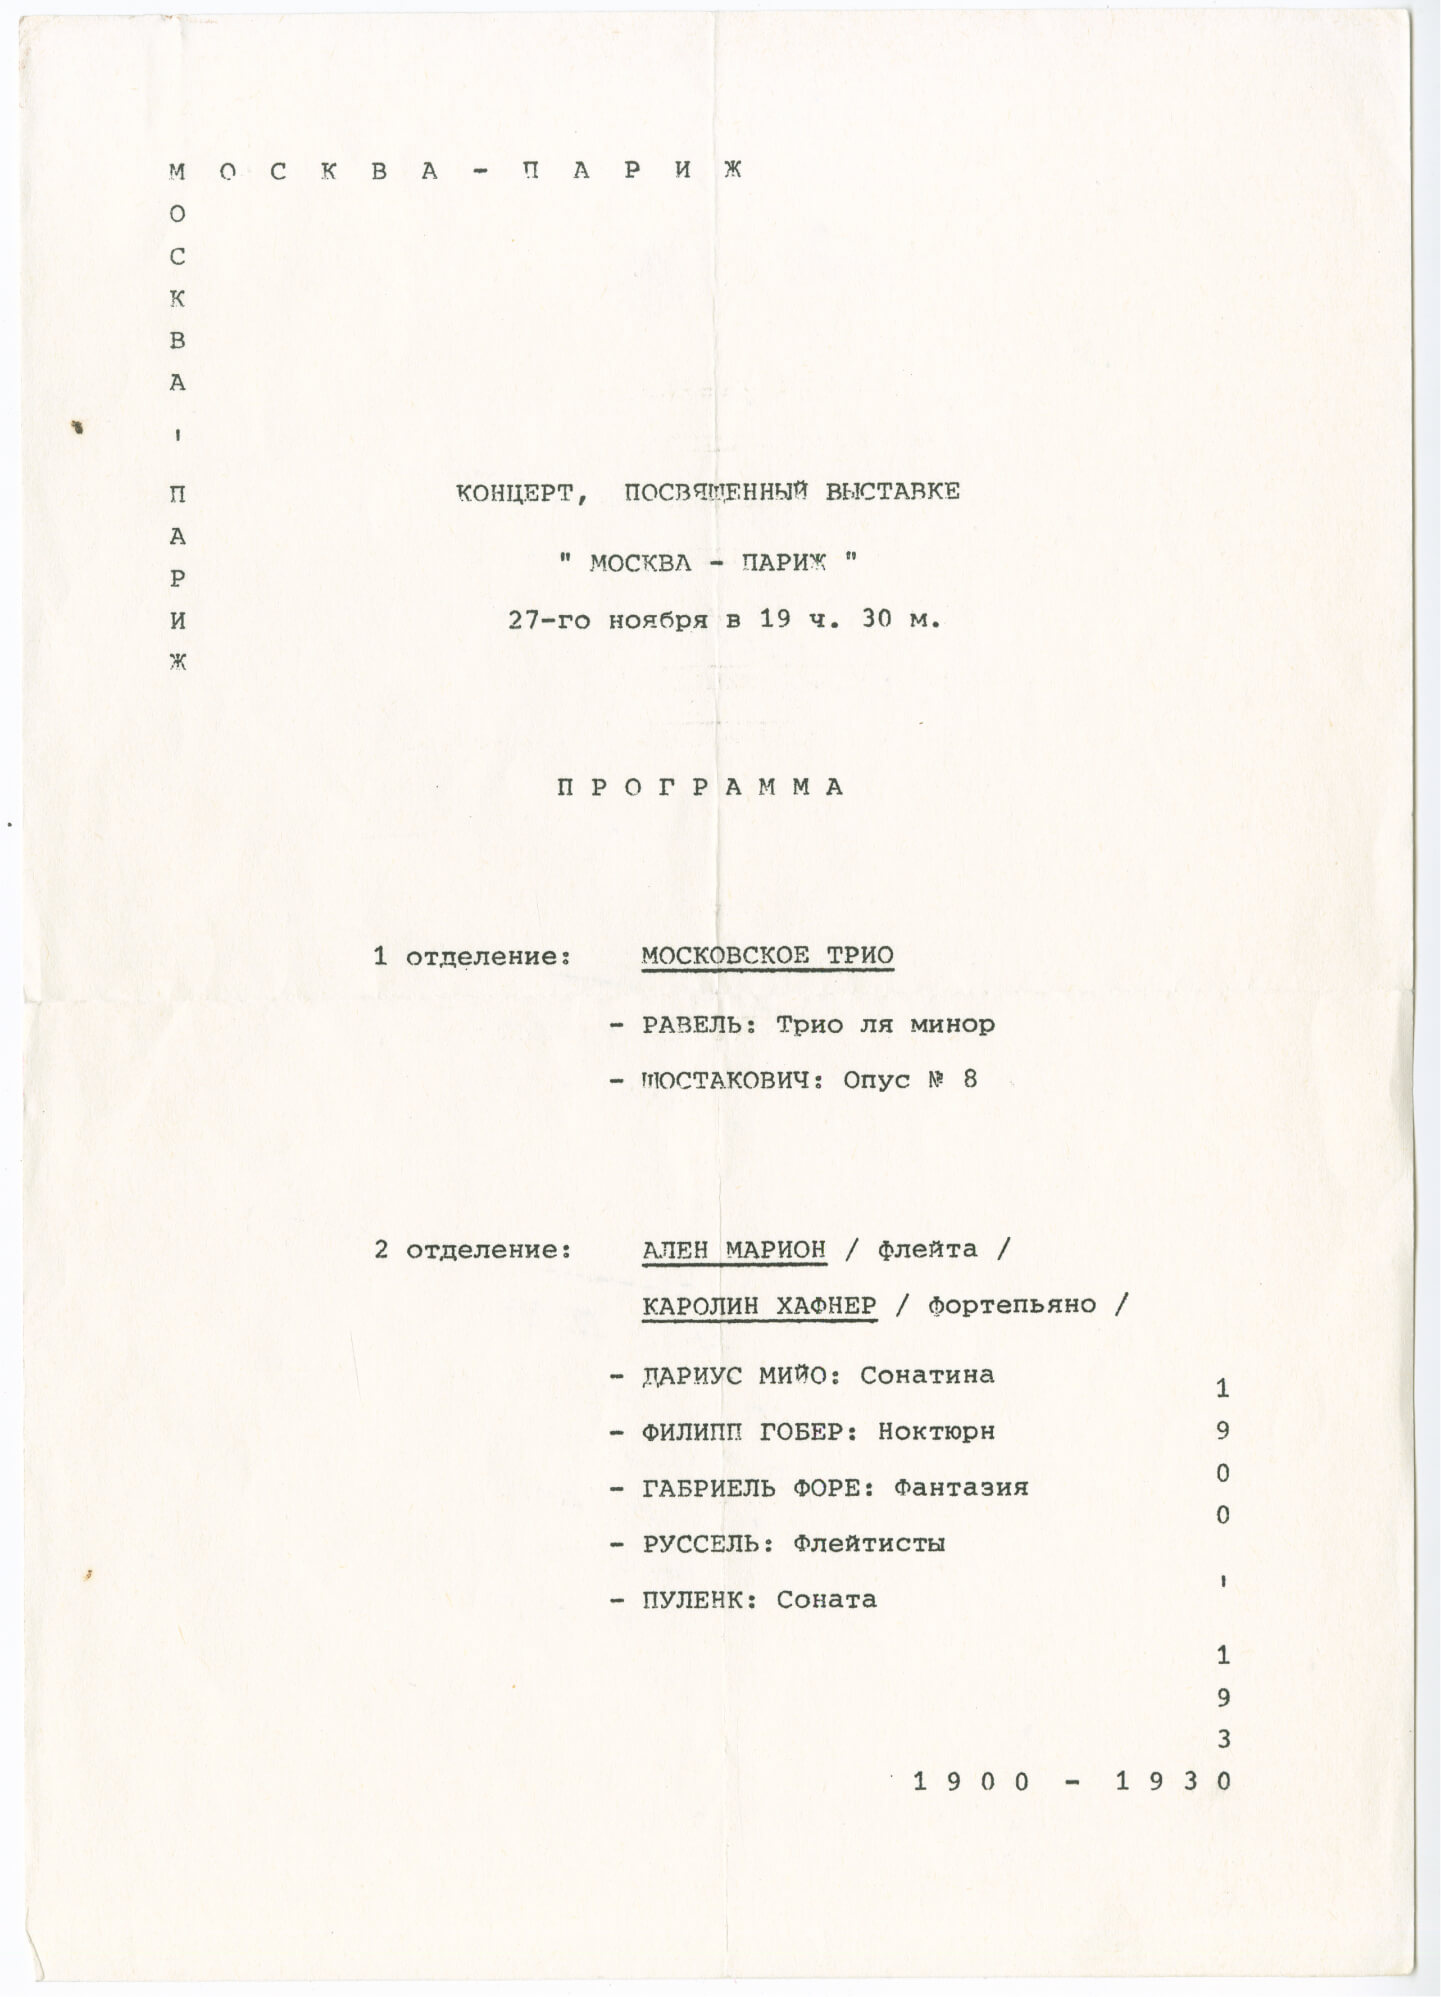 М О С К В А - П А Р И Ж
О
С
К
В
А
-
П
А
Р
И
Ж
КОНЦЕРТ, ПОСВЯЩЕННЫЙ ВЫСТАВКЕ
" МОСКВА - ПАРИЖ "
27-го ноября в 19 ч. 30 м.
П Р О Г Р А М М А
1 отделение: МОСКОВСКОЕ ТРИО
- РАВЕЛЬ: Трио ля минор
- ШОСТАКОВИЧ: Опус № 8
2 отделение: АЛЕН МАРИОН / флейта /
КАРОЛИН ХАФНЕР / фортепьяно /
- ДАРИУС МИЙО: Сонатина
- ФИЛИПП ГОБЕР: Ноктюрн
- ГАБРИЕЛЬ ФОРЕ: Фантазия
- РУССЕЛЬ: Флейтисты
- ПУЛЕНК: Соната
1
9
0
0
-
1
9
3
1 9 0 0 - 1 9 3 0